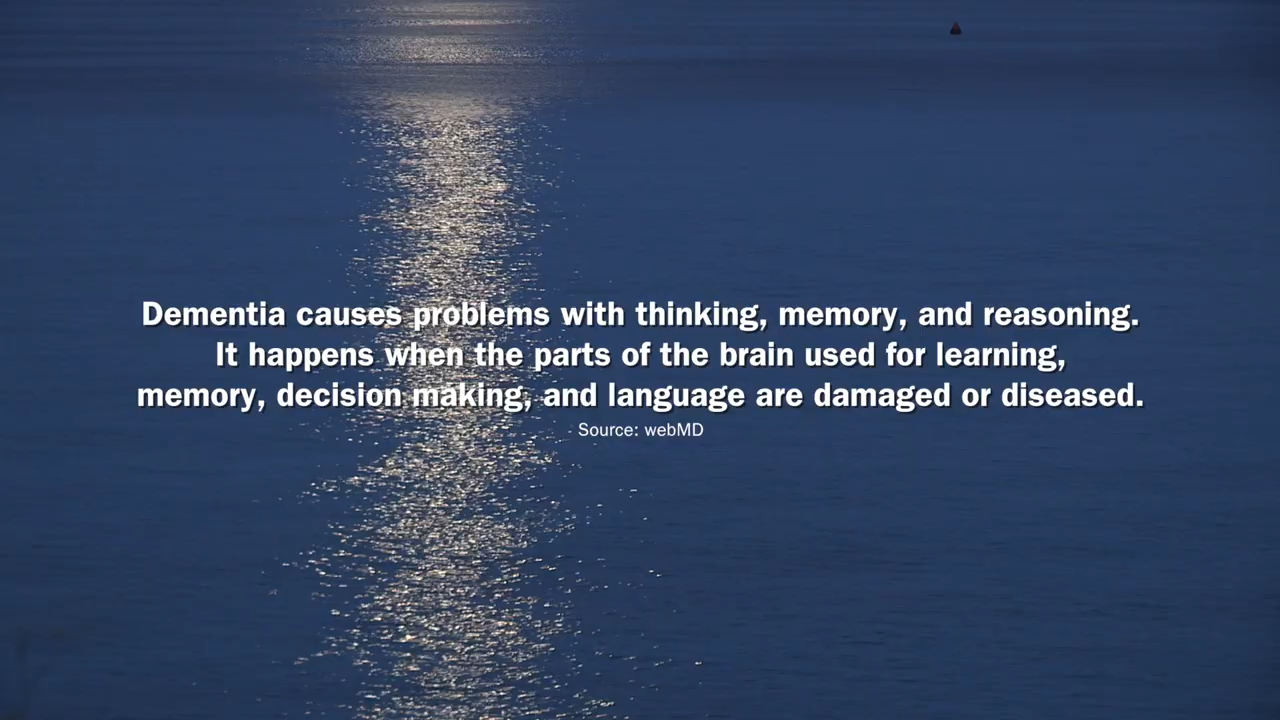 Dementia causes problems with thinking, memory, and reasoning.
It happens when the parts of the brain used for learning,
memory, decision making, and language are damaged or diseased.
Source: webMD